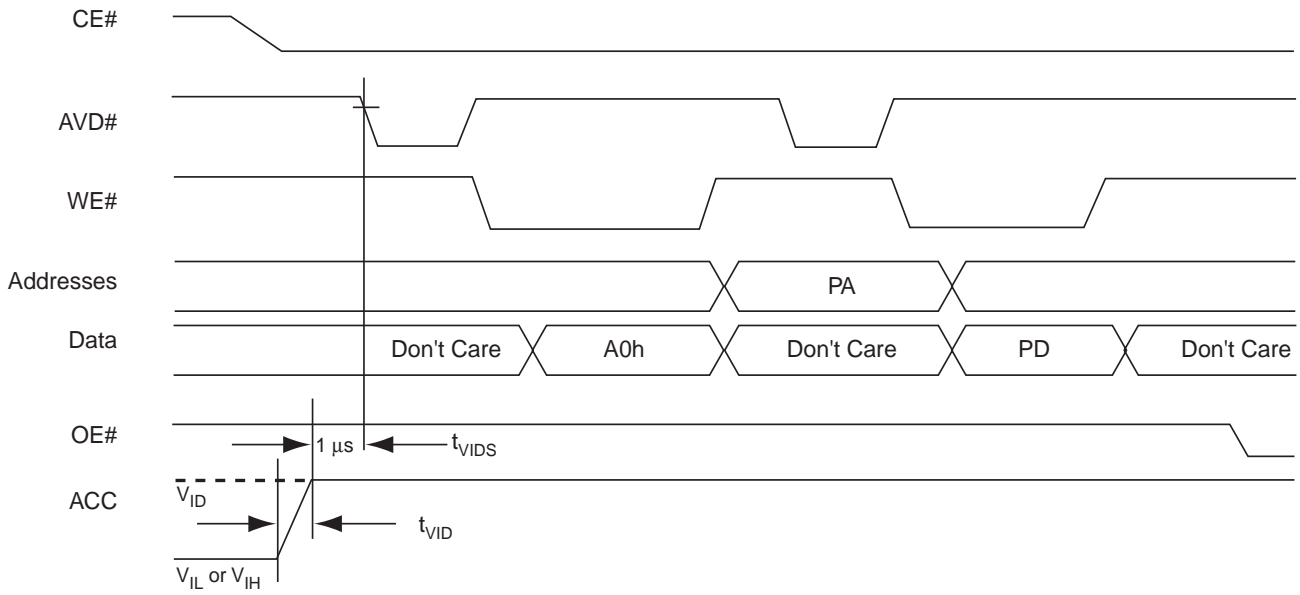 CE#
AVD#
WE#
Addresses
PA
Data
Don't Care
A0h
Don't Care
PD
Don't Care
OE#
1 μs
tVIDS
ACC
VID
tVID
VIL or VIH